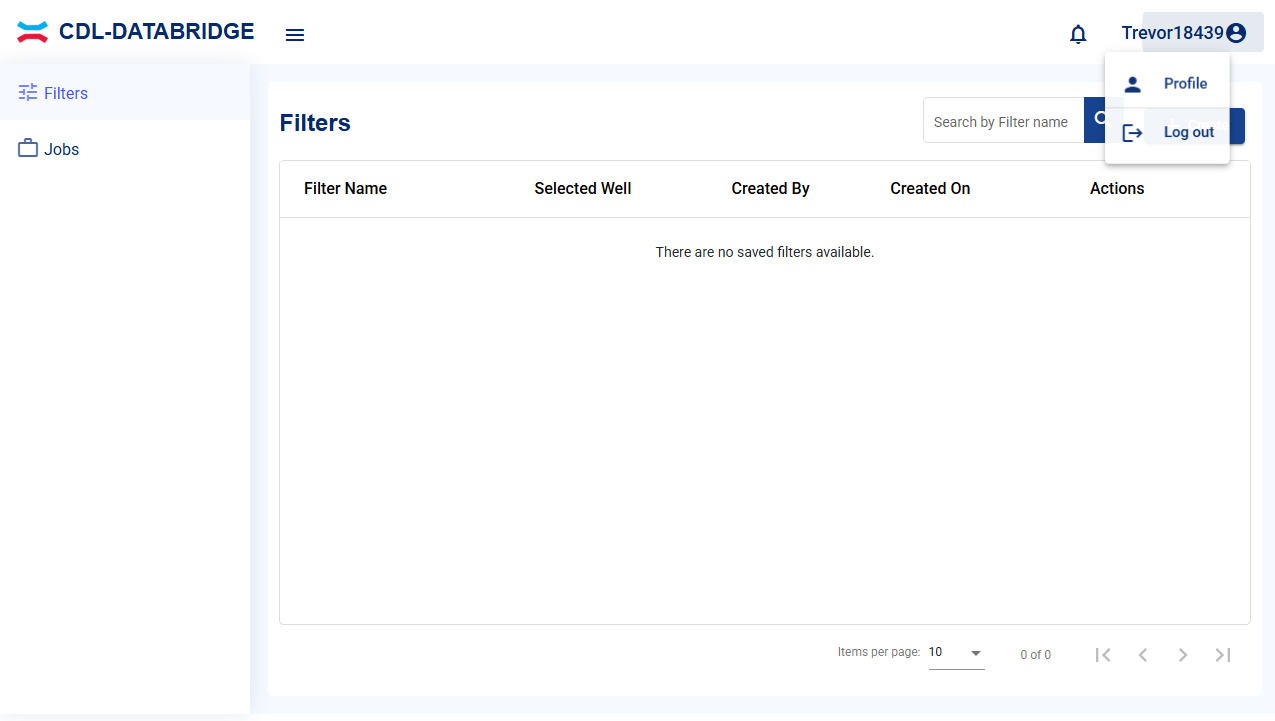 CDL-DATABRIDGE
Trevor18439
Profile
Log out
Filters
Jobs
Filters
Search by Filter name
Filter Name Selected Well Created By Created On Actions
There are no saved filters available.
Items per page: 10 0 of 0